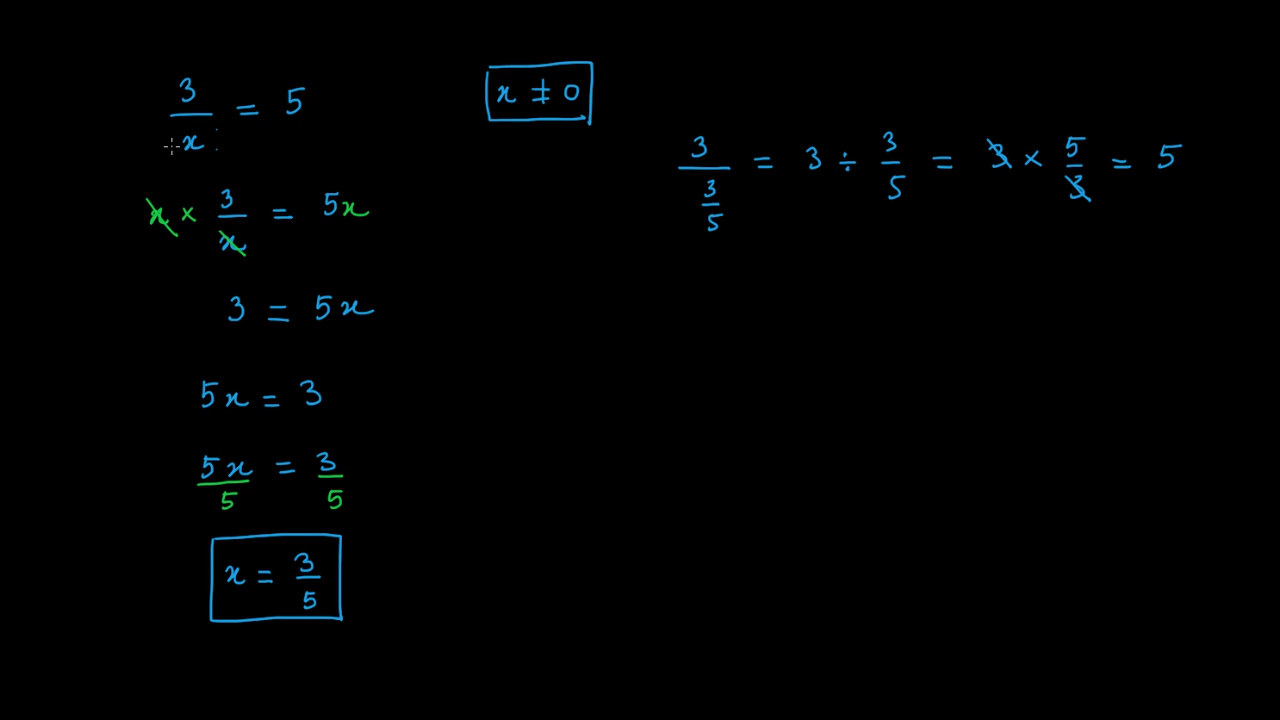 3/x = 5
x ≠ 0
x × 3/x = 5x
3 = 5x
5x = 3
5x/5 = 3/5
x = 3/5
3/(3/5) = 3 ÷ 3/5 = 3 × 5/3 = 5